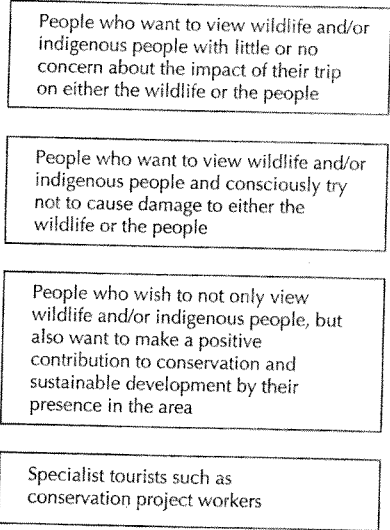 People who want to view wildlife and/or
indigenous people with little or no
concern about the impact of their trip
on either the wildlife or the people
People who want to view wildlife and/or
indigenous people and consciously try
not to cause damage to either the
wildlife or the people
People who wish to not only view
wildlife and/or indigenous people, but
also want to make a positive
contribution to conservation and
sustainable development by their
presence in the area
Specialist tourists such as
conservation project workers